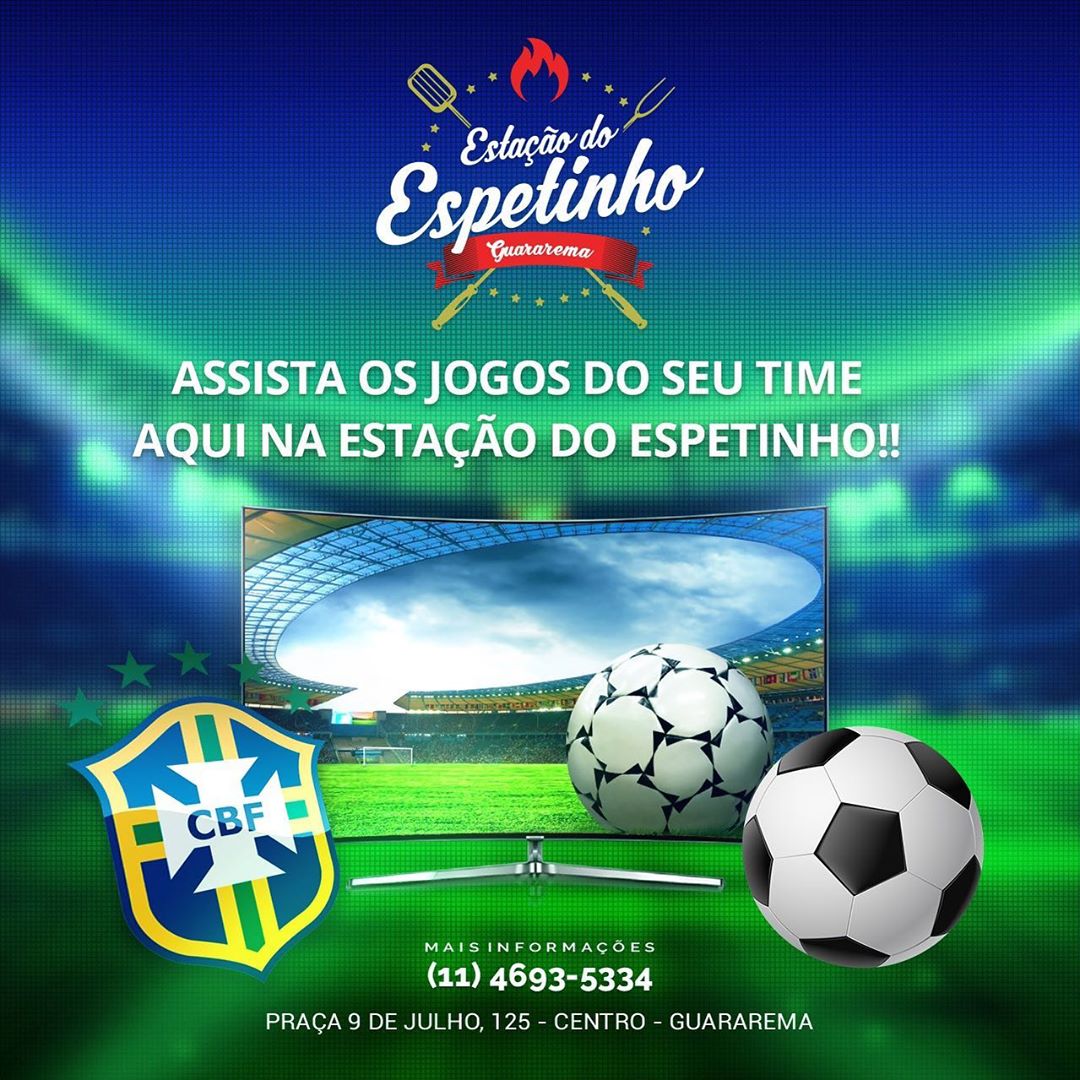 Estação do
Espetinho
Guararema
ASSISTA OS JOGOS DO SEU TIME
AQUI NA ESTAÇÃO DO ESPETINHO!!
CBF
MAIS INFORMAÇÕES
(11) 4693-5334
PRAÇA 9 DE JULHO, 125 - CENTRO - GUARAREMA